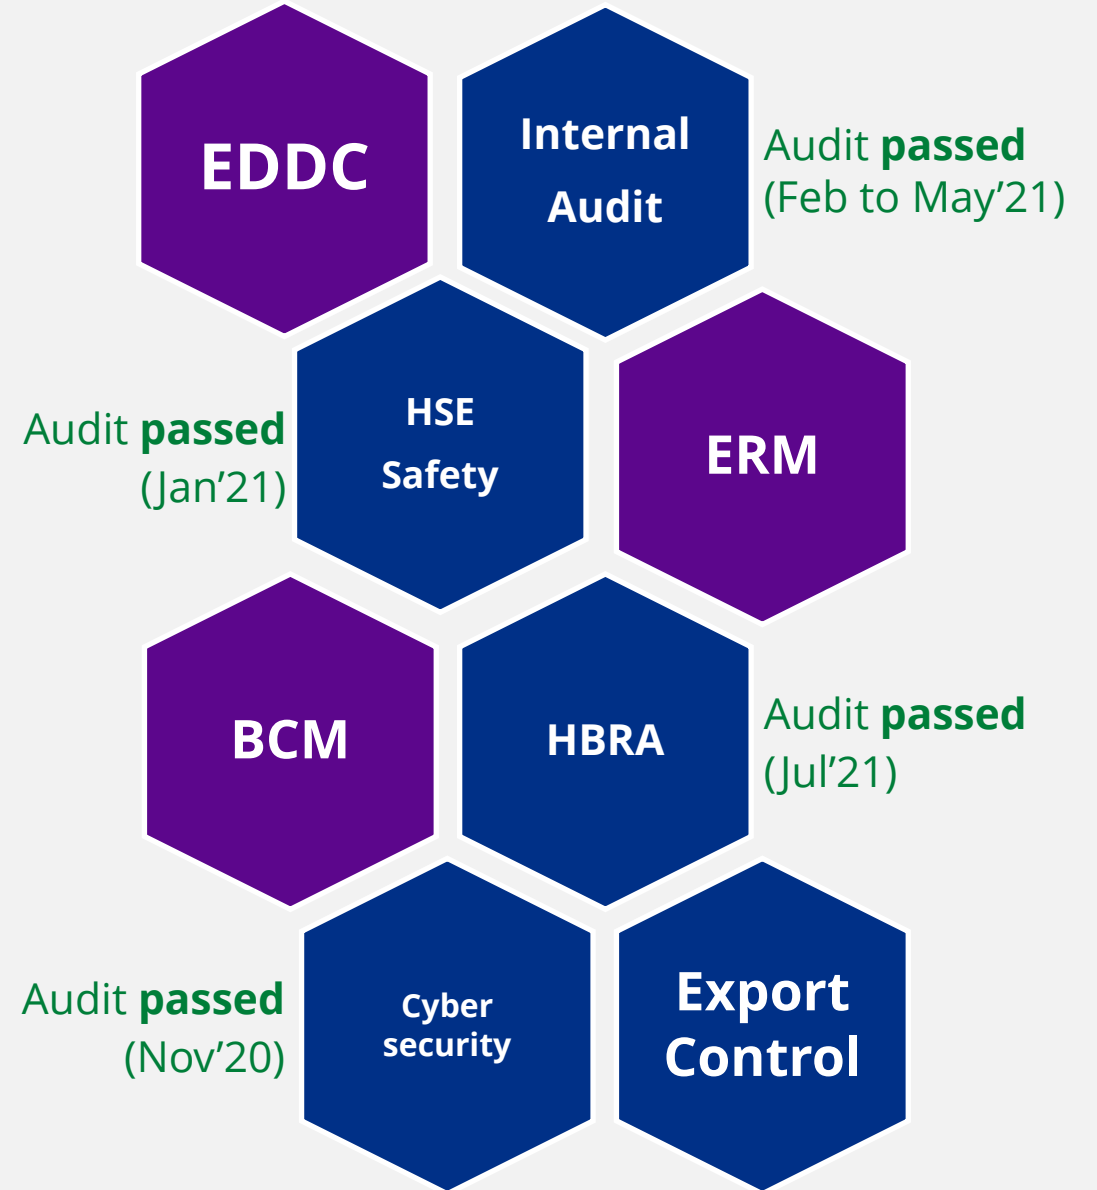 EDDC
Internal
Audit
Audit passed
(Feb to May’21)
HSE
Safety
Audit passed
(Jan’21)
ERM
BCM
HBRA
Audit passed
(Jul’21)
Cyber
security
Audit passed
(Nov’20)
Export
Control